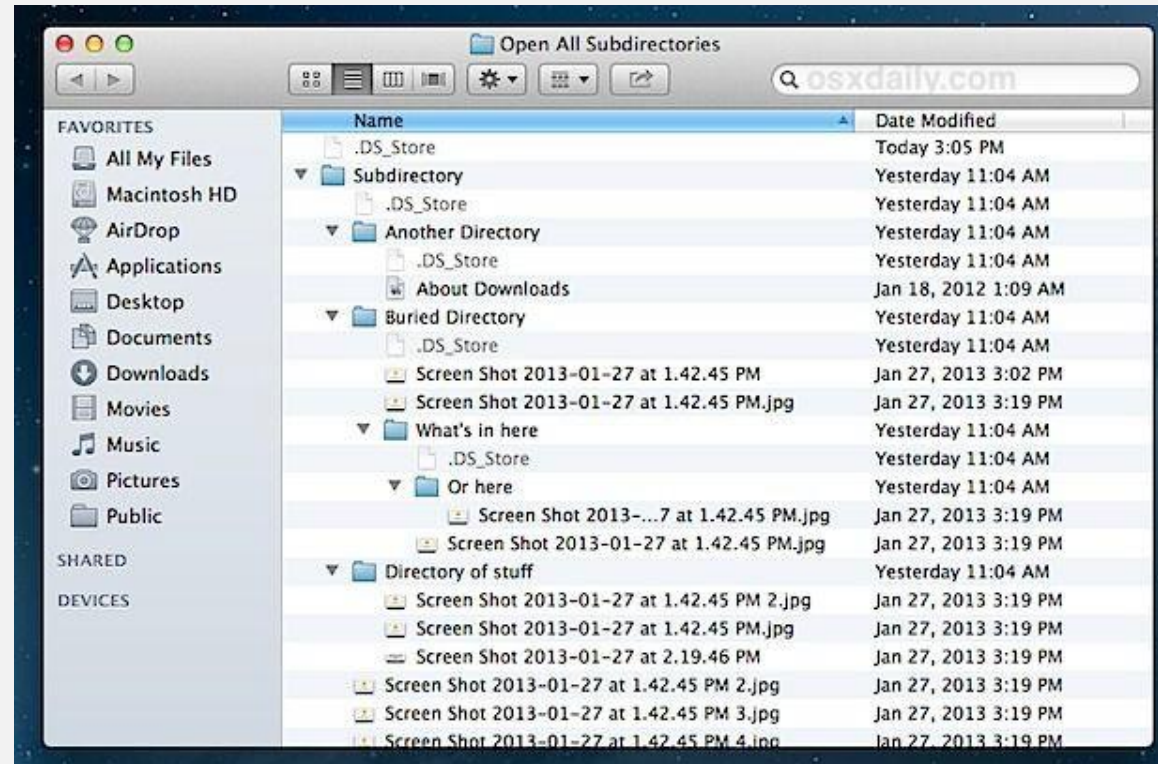 Open All Subdirectories
osxdaily.com
FAVORITES
All My Files
Macintosh HD
AirDrop
Applications
Desktop
Documents
Downloads
Movies
Music
Pictures
Public
SHARED
DEVICES
Name Date Modified
.DS_Store Today 3:05 PM
Subdirectory Yesterday 11:04 AM
.DS_Store Yesterday 11:04 AM
Another Directory Yesterday 11:04 AM
.DS_Store Yesterday 11:04 AM
About Downloads Jan 18, 2012 1:09 AM
Buried Directory Yesterday 11:04 AM
.DS_Store Yesterday 11:04 AM
Screen Shot 2013-01-27 at 1.42.45 PM Jan 27, 2013 3:02 PM
Screen Shot 2013-01-27 at 1.42.45 PM.jpg Jan 27, 2013 3:19 PM
What's in here Yesterday 11:04 AM
.DS_Store Yesterday 11:04 AM
Or here Yesterday 11:04 AM
Screen Shot 2013-...7 at 1.42.45 PM.jpg Jan 27, 2013 3:19 PM
Screen Shot 2013-01-27 at 1.42.45 PM.jpg Jan 27, 2013 3:19 PM
Directory of stuff Yesterday 11:04 AM
Screen Shot 2013-01-27 at 1.42.45 PM 2.jpg Jan 27, 2013 3:19 PM
Screen Shot 2013-01-27 at 1.42.45 PM.jpg Jan 27, 2013 3:19 PM
Screen Shot 2013-01-27 at 2.19.46 PM Jan 27, 2013 3:19 PM
Screen Shot 2013-01-27 at 1.42.45 PM 2.jpg Jan 27, 2013 3:19 PM
Screen Shot 2013-01-27 at 1.42.45 PM 3.jpg Jan 27, 2013 3:19 PM
Screen Shot 2013-01-27 at 1.42.45 PM 4.jpg Jan 27, 2013 3:19 PM